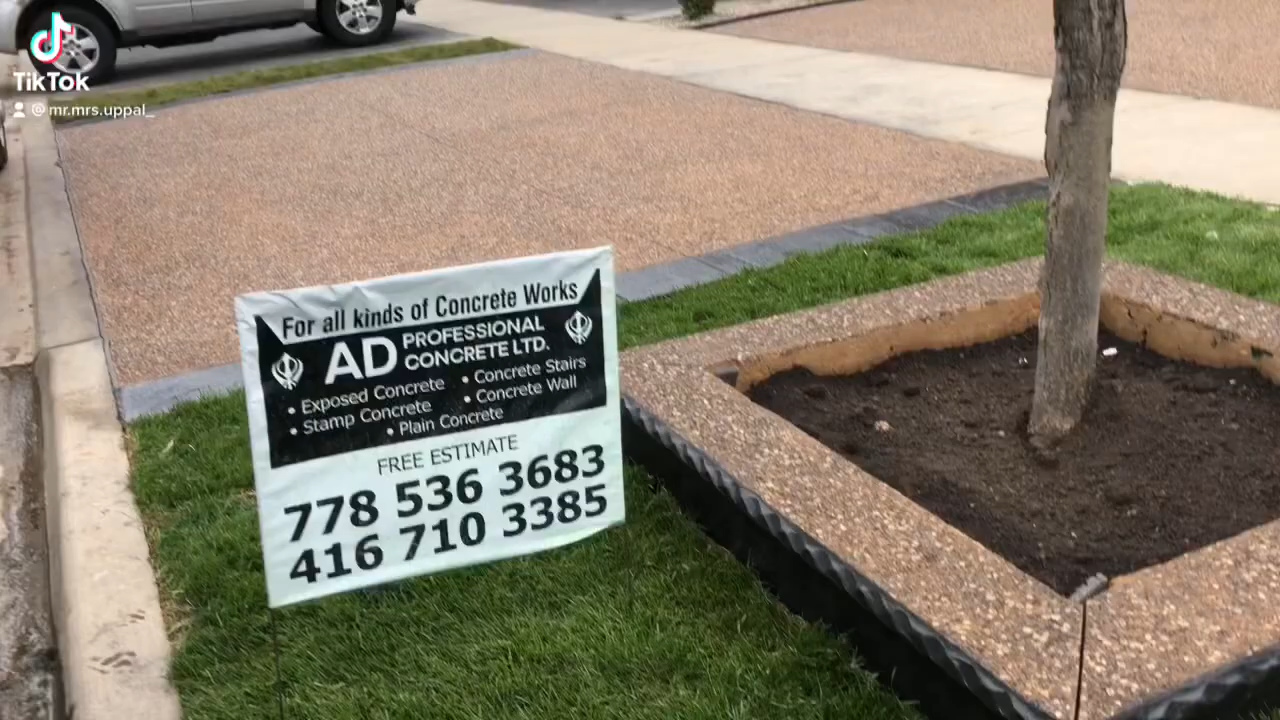 TikTok
@mr.mrs.uppal_
For all kinds of Concrete Works
AD PROFESSIONAL
CONCRETE LTD.
• Exposed Concrete • Concrete Stairs
• Stamp Concrete • Concrete Wall
• Plain Concrete
FREE ESTIMATE
778 536 3683
416 710 3385